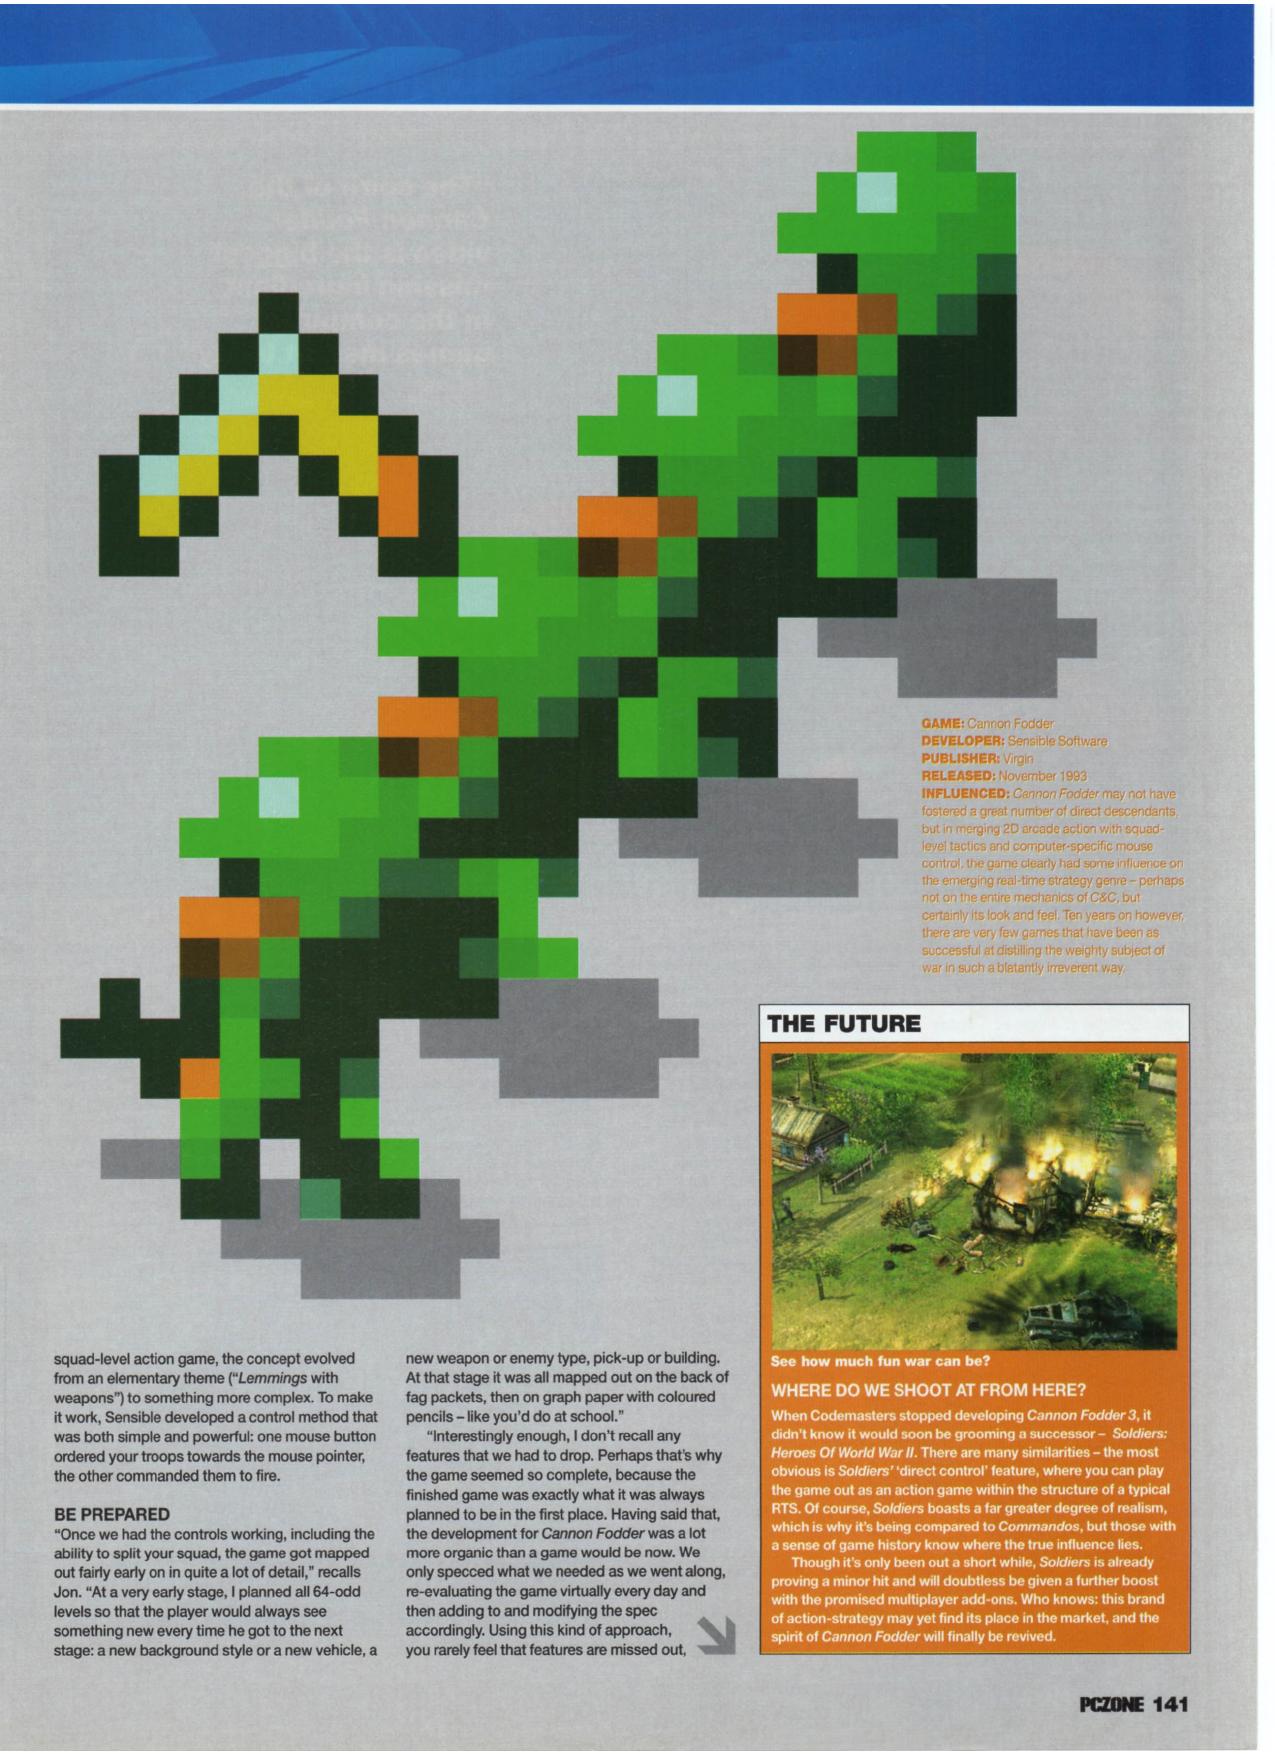 GAME: Cannon Fodder
DEVELOPER: Sensible Software
PUBLISHER: Virgin
RELEASED: November 1993
INFLUENCED: Cannon Fodder may not have
fostered a great number of direct descendants,
but in merging 2D arcade action with squad-
level tactics and computer-specific mouse
control, the game clearly had some influence on
the emerging real-time strategy genre – perhaps
not on the entire mechanics of C&C, but
certainly its look and feel. Ten years on however,
there are very few games that have been as
successful at distilling the weighty subject of
war in such a blatantly irreverent way.
squad-level action game, the concept evolved
from an elementary theme (“Lemmings with
weapons”) to something more complex. To make
it work, Sensible developed a control method that
was both simple and powerful: one mouse button
ordered your troops towards the mouse pointer,
the other commanded them to fire.
BE PREPARED
“Once we had the controls working, including the
ability to split your squad, the game got mapped
out fairly early on in quite a lot of detail,” recalls
Jon. “At a very early stage, I planned all 64-odd
levels so that the player would always see
something new every time he got to the next
stage: a new background style or a new vehicle, a
new weapon or enemy type, pick-up or building.
At that stage it was all mapped out on the back of
fag packets, then on graph paper with coloured
pencils – like you’d do at school.”
“Interestingly enough, I don’t recall any
features that we had to drop. Perhaps that’s why
the game seemed so complete, because the
finished game was exactly what it was always
planned to be in the first place. Having said that,
the development for Cannon Fodder was a lot
more organic than a game would be now. We
only specced what we needed as we went along,
re-evaluating the game virtually every day and
then adding to and modifying the spec
accordingly. Using this kind of approach,
you rarely feel that features are missed out,
THE FUTURE
See how much fun war can be?
WHERE DO WE SHOOT AT FROM HERE?
When Codemasters stopped developing Cannon Fodder 3, it
didn’t know it would soon be grooming a successor – Soldiers:
Heroes Of World War II. There are many similarities – the most
obvious is Soldiers’ ‘direct control’ feature, where you can play
the game out as an action game within the structure of a typical
RTS. Of course, Soldiers boasts a far greater degree of realism,
which is why it’s being compared to Commandos, but those with
a sense of game history know where the true influence lies.
Though it’s only been out a short while, Soldiers is already
proving a minor hit and will doubtless be given a further boost
with the promised multiplayer add-ons. Who knows: this brand
of action-strategy may yet find its place in the market, and the
spirit of Cannon Fodder will finally be revived.
PCZONE 141